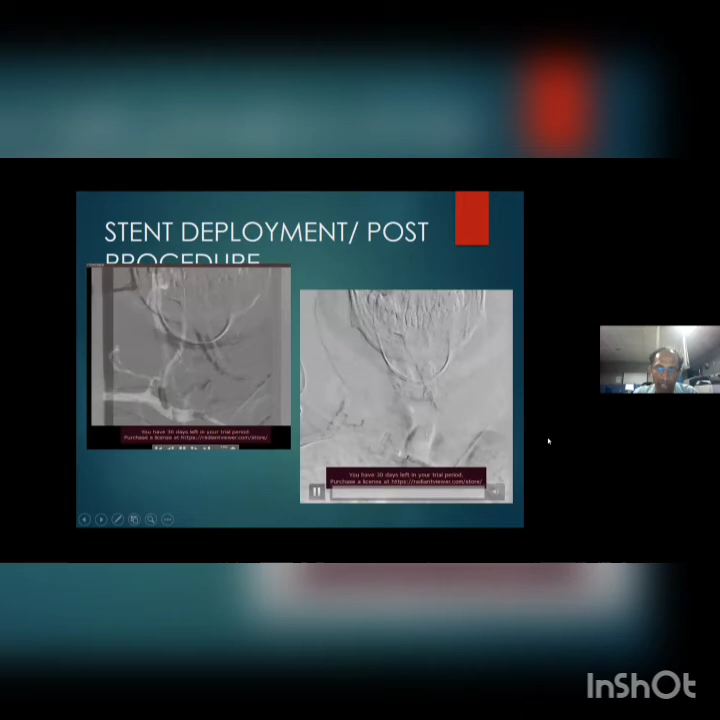 STENT DEPLOYMENT/ POST
PROCEDURE
You have 30 days left in your trial period.
Purchase a license at https://radiantviewer.com/store/
You have 30 days left in your trial period.
Purchase a license at https://radiantviewer.com/store/
InShOt